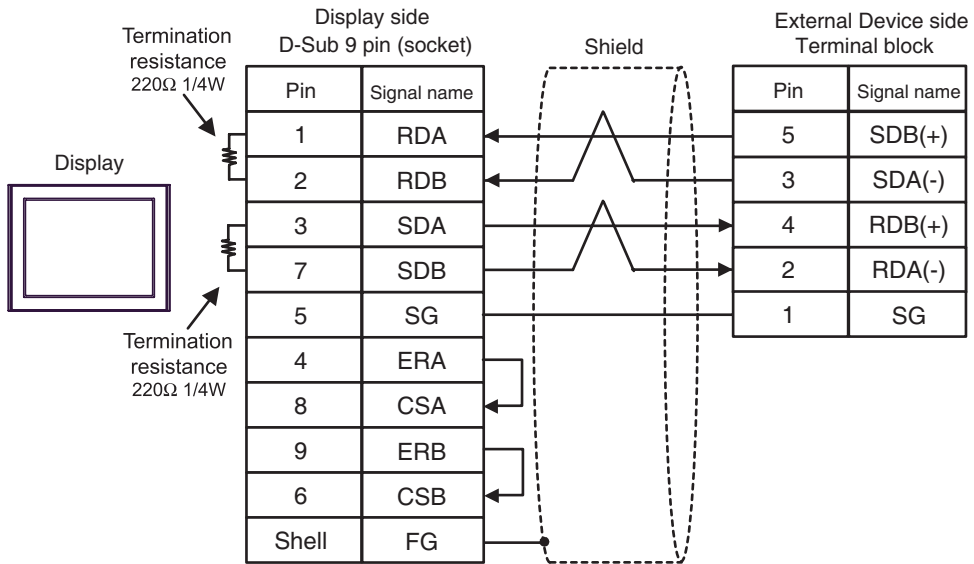 Display side
D-Sub 9 pin (socket)
External Device side
Terminal block
Termination
resistance
220Ω 1/4W
Shield
Display
Pin Signal name
1 RDA
2 RDB
3 SDA
7 SDB
5 SG
4 ERA
8 CSA
9 ERB
6 CSB
Shell FG
Pin Signal name
5 SDB(+)
3 SDA(-)
4 RDB(+)
2 RDA(-)
1 SG
Termination
resistance
220Ω 1/4W